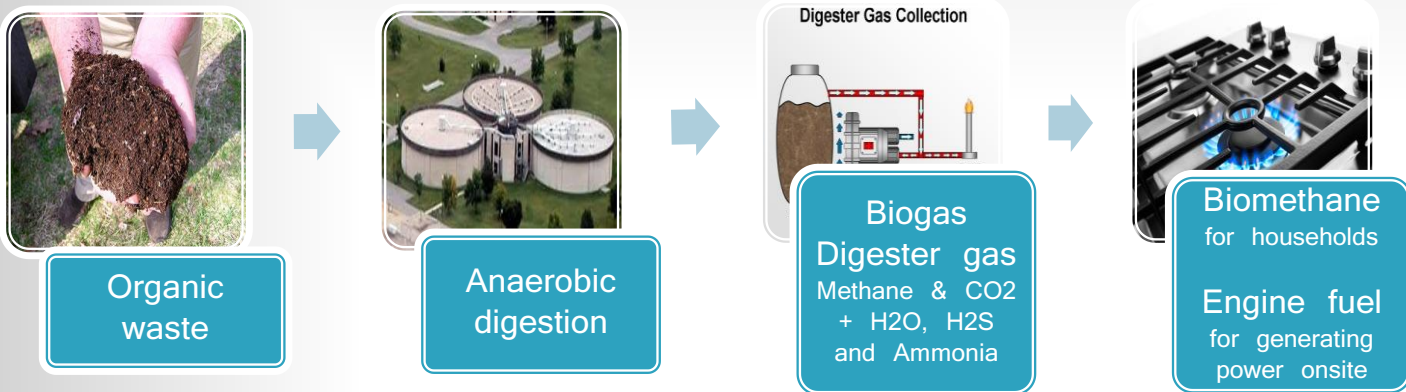 Digester Gas Collection
Organic
waste
Anaerobic
digestion
Biogas
Digester gas
Methane & CO2
+ H2O, H2S
and Ammonia
Biomethane
for households
Engine fuel
for generating
power onsite